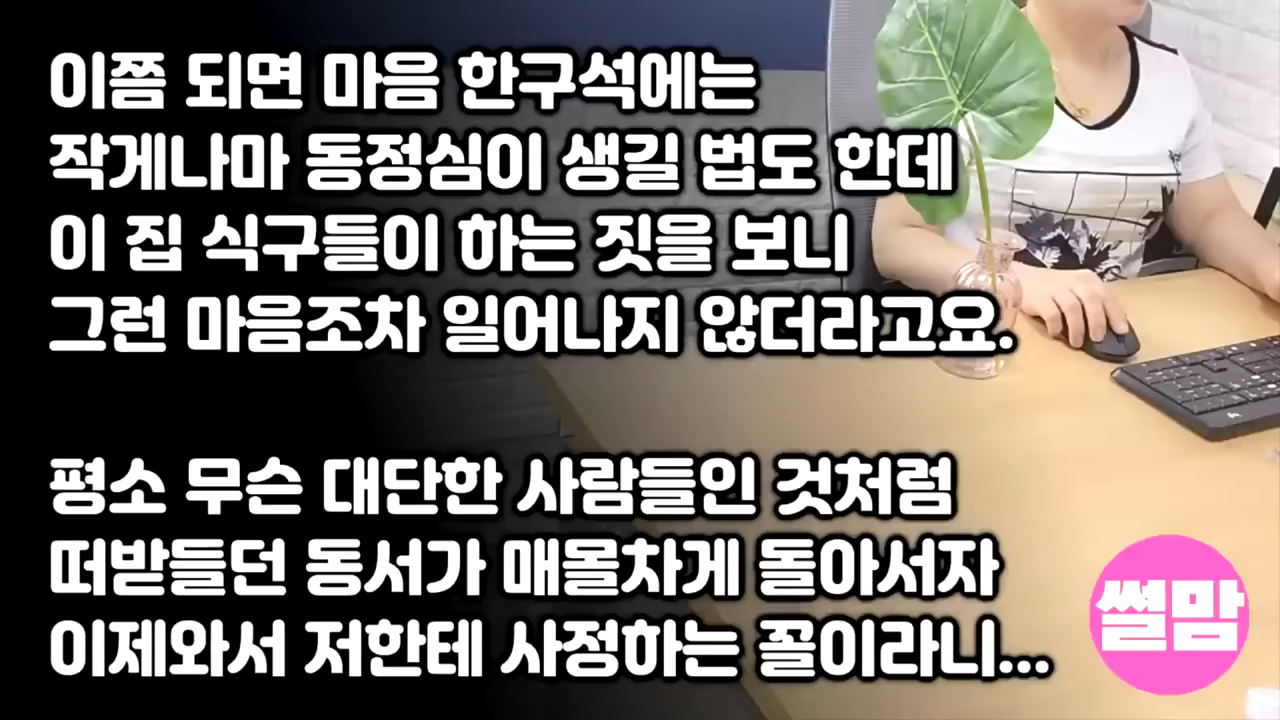 이쯤 되면 마음 한구석에는
작게나마 동정심이 생길 법도 한데
이 집 식구들이 하는 짓을 보니
그런 마음조차 일어나지 않더라고요.
평소 무슨 대단한 사람들인 것처럼
떠받들던 동서가 매몰차게 돌아서자
이제와서 저한테 사정하는 꼴이라니...
썰맘